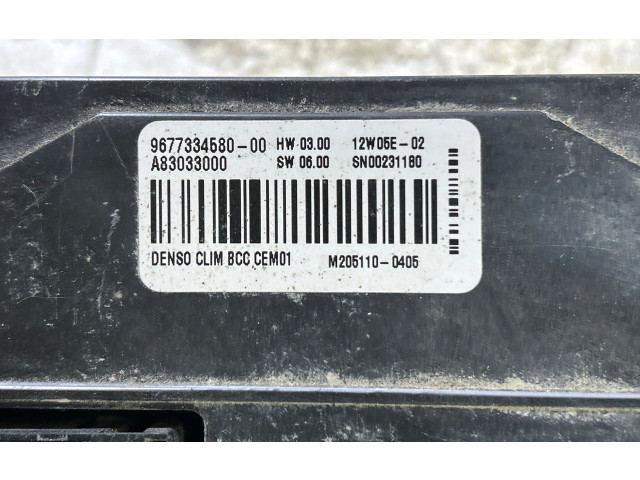 9677334580-00 HW 03.00 12W05E-02
A83033000 SW 06.00 SN00231180
DENSO CLIM BCC CEM01 M205110-0405